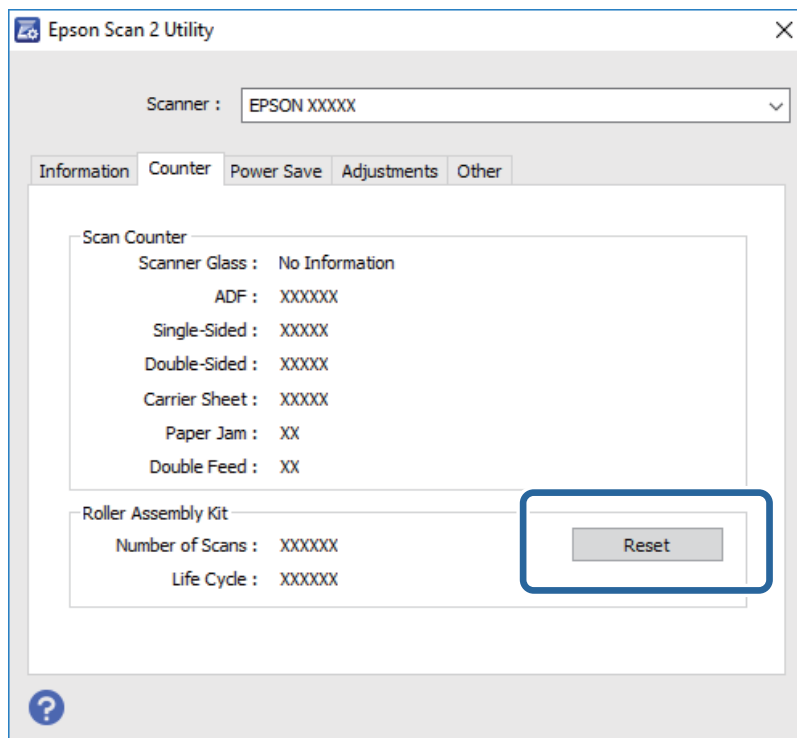 Epson Scan 2 Utility
Scanner : EPSON XXXXX
Information Counter Power Save Adjustments Other
Scan Counter
Scanner Glass : No Information
ADF : XXXXXX
Single-Sided : XXXXX
Double-Sided : XXXXX
Carrier Sheet : XXXXX
Paper Jam : XX
Double Feed : XX
Roller Assembly Kit
Number of Scans : XXXXXX Reset
Life Cycle : XXXXXX
?